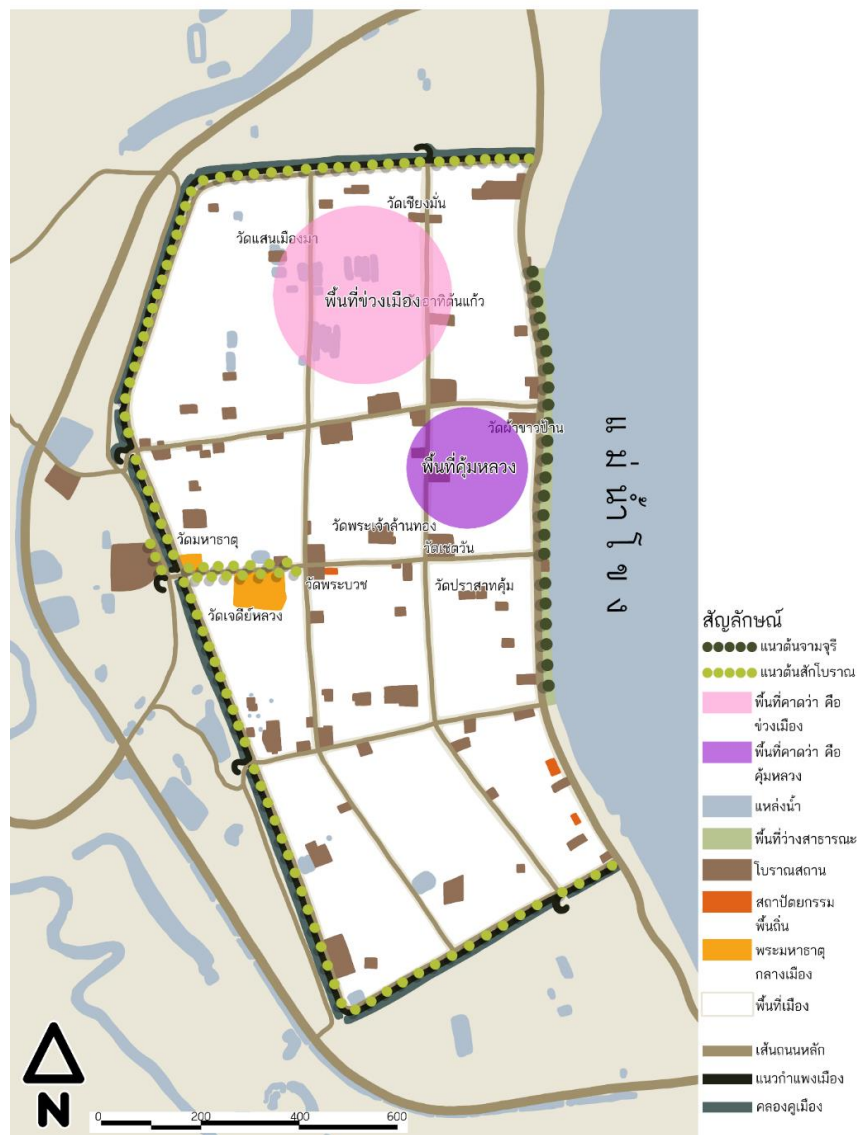 วัดเชียงมั่น
วัดแสนเมืองมา
พื้นที่ข่วงเมือง
อาทิต้นแก้ว
วัดผ้าขาวป้าน
พื้นที่คุ้มหลวง
แม่น้ำโขง
วัดพระเจ้าล้านทอง
วัดมหาธาตุ
วัดเชตวัน
วัดพระบวช
วัดปราสาทคุ้ม
วัดเจดีย์หลวง
สัญลักษณ์
แนวต้นจามจุรี
แนวต้นสักโบราณ
พื้นที่คาดว่า คือ
ข่วงเมือง
พื้นที่คาดว่า คือ
คุ้มหลวง
แหล่งน้ำ
พื้นที่ว่างสาธารณะ
โบราณสถาน
สถาปัตยกรรม
พื้นถิ่น
พระมหาธาตุ
กลางเมือง
พื้นที่เมือง
เส้นถนนหลัก
แนวกำแพงเมือง
คลองคูเมือง
N
0 200 400 600